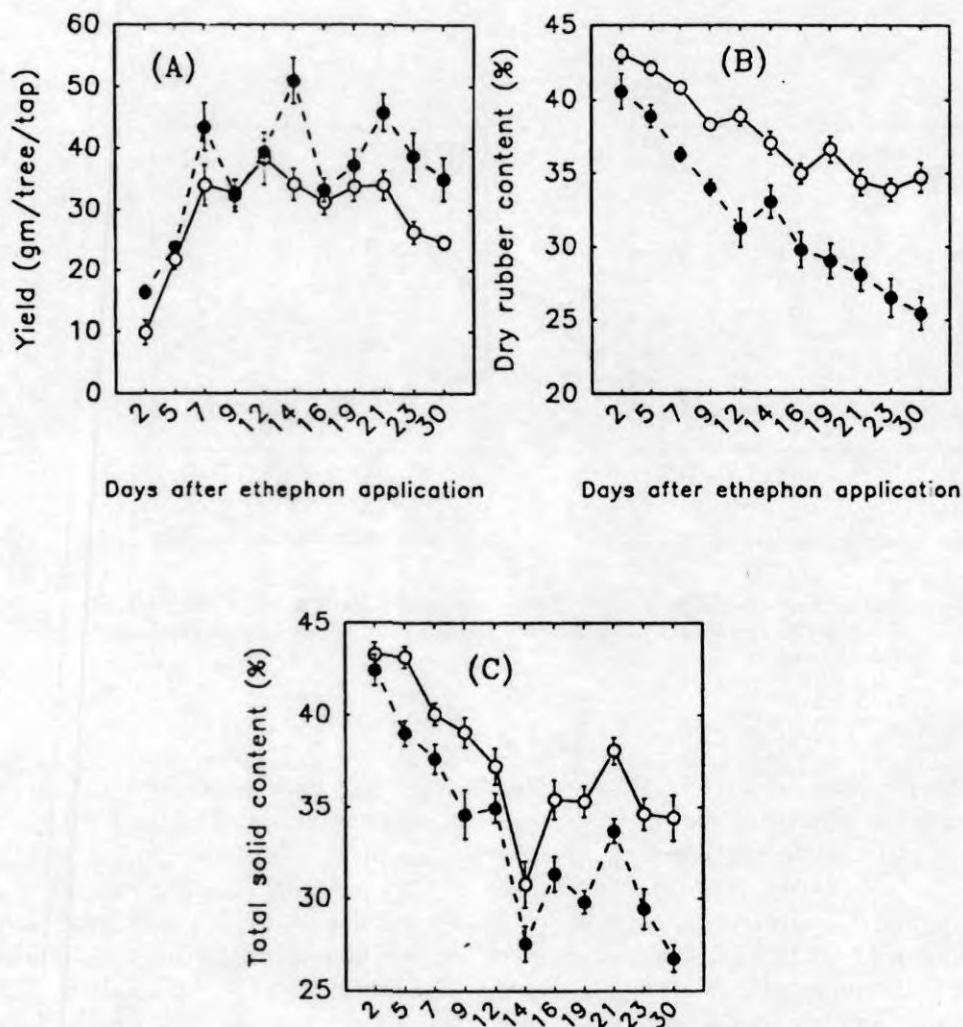 60
50
40
30
20
10
0
Yield (gm/tree/tap)
(A)
2 5 7 9 12 14 16 19 21 23 30
Days after ethephon application
45
40
35
30
25
20
Dry rubber content (%)
(B)
2 5 7 9 12 14 16 19 21 23 30
Days after ethephon application
45
40
35
30
25
Total solid content (%)
(C)
2 5 7 9 12 14 16 19 21 23 30